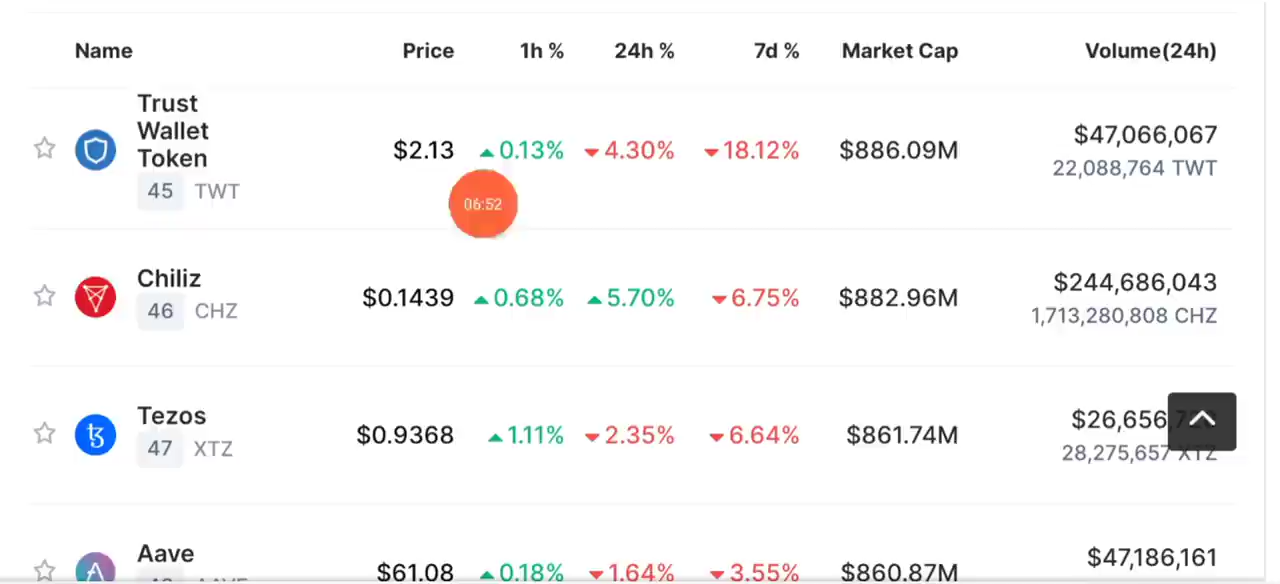 Name Price 1h % 24h % 7d % Market Cap Volume(24h)
Trust
Wallet
Token
$2.13 0.13% 4.30% 18.12% $886.09M $47,066,067
22,088,764 TWT
45 TWT
06:52
Chiliz
$0.1439 0.68% 5.70% 6.75% $882.96M $244,686,043
46 CHZ 1,713,280,808 CHZ
Tezos
$0.9368 1.11% 2.35% 6.64% $861.74M
47 XTZ 28,275,657 XTZ
Aave
$61.08 0.18% 1.64% 3.55% $860.87M $47,186,161